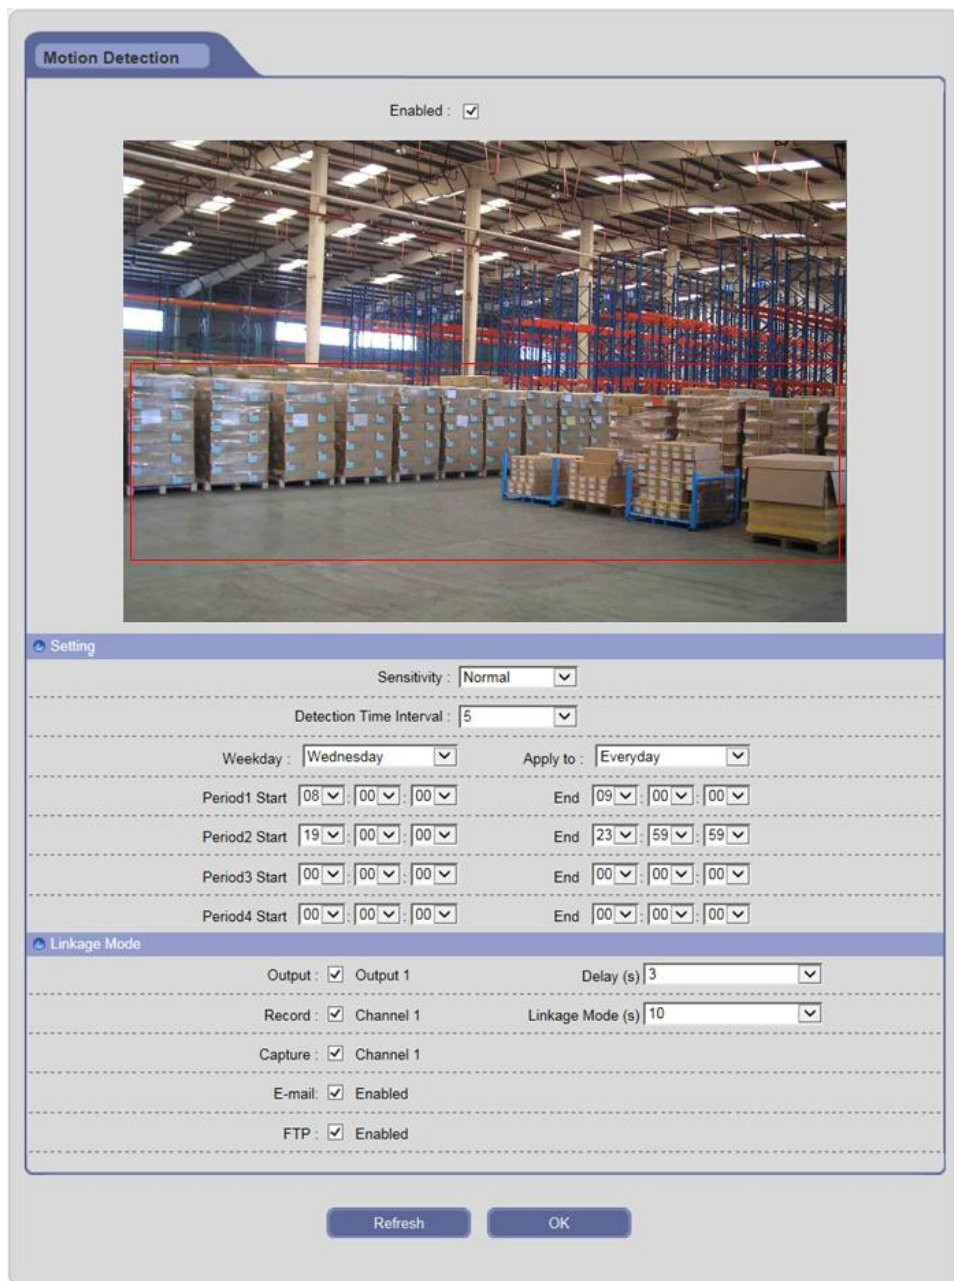 Motion Detection
Enabled :
Setting
Sensitivity : Normal
Detection Time Interval : 5
Weekday : Wednesday Apply to : Everyday
Period1 Start 08 : 00 : 00 End 09 : 00 : 00
Period2 Start 19 : 00 : 00 End 23 : 59 : 59
Period3 Start 00 : 00 : 00 End 00 : 00 : 00
Period4 Start 00 : 00 : 00 End 00 : 00 : 00
Linkage Mode
Output : Output 1 Delay (s) 3
Record : Channel 1 Linkage Mode (s) 10
Capture : Channel 1
E-mail: Enabled
FTP : Enabled
Refresh OK